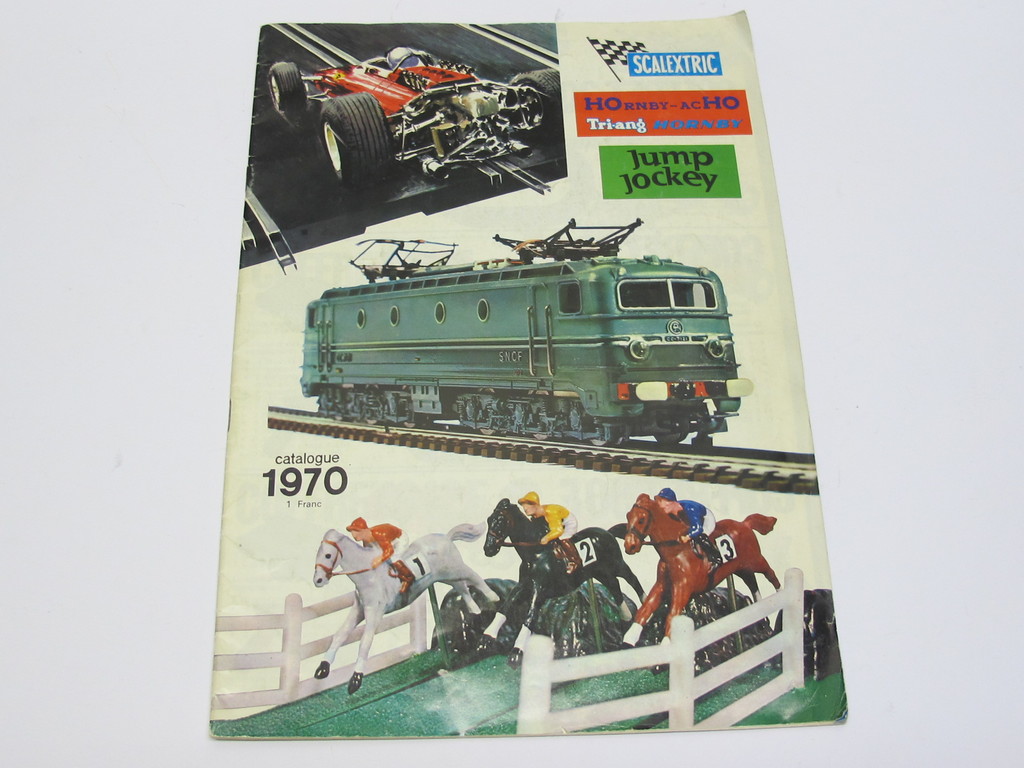 SCALEXTRIC
HORNBY-ACHO
Tri-ang HORNBY
Jump
Jockey
SNCF
catalogue
1970
1 Franc
1
2
3